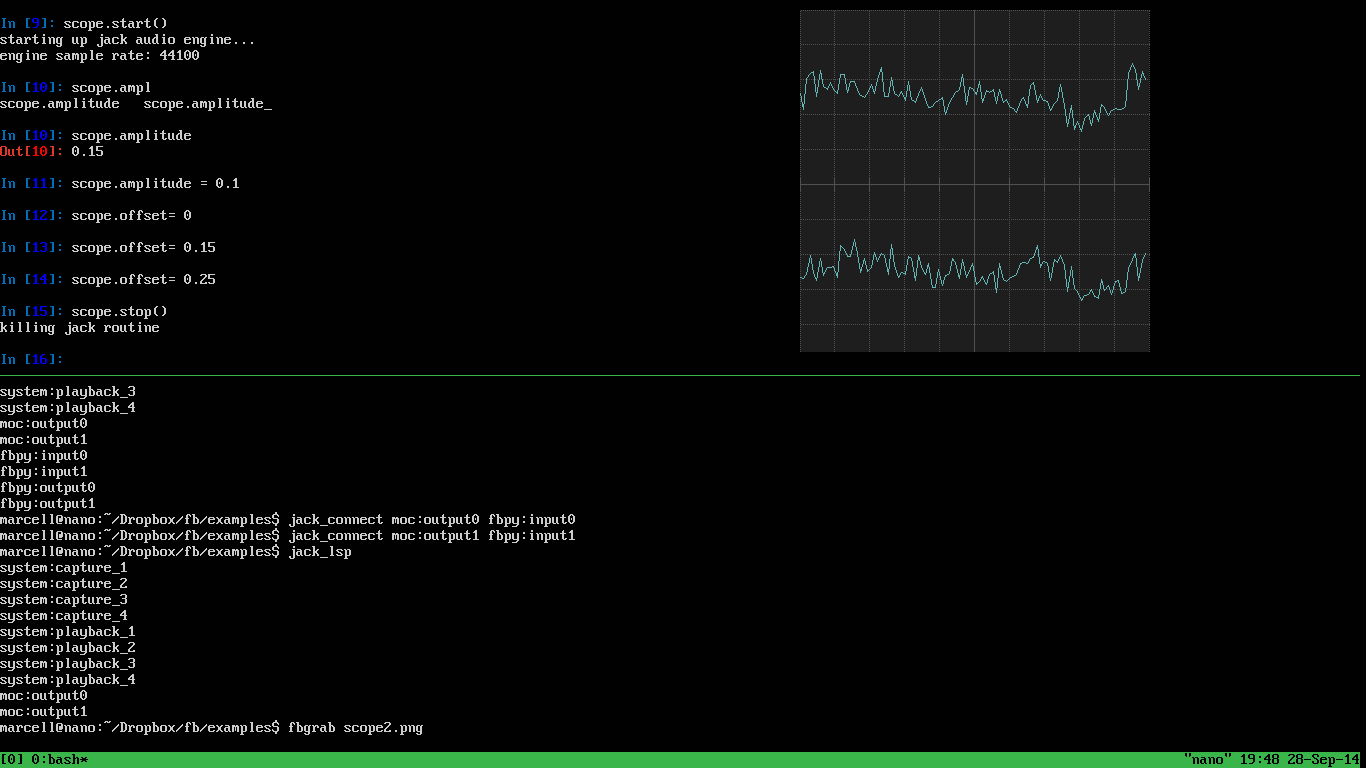 In [9]: scope.start()
starting up jack audio engine...
engine sample rate: 44100
In [10]: scope.ampl
scope.amplitude   scope.amplitude_
In [10]: scope.amplitude
Out[10]: 0.15
In [11]: scope.amplitude = 0.1
In [12]: scope.offset= 0
In [13]: scope.offset= 0.15
In [14]: scope.offset= 0.25
In [15]: scope.stop()
killing jack routine
In [16]:
system:playback_3
system:playback_4
moc:output0
moc:output1
fbpy:input0
fbpy:input1
fbpy:output0
fbpy:output1
marcell@nano:~/Dropbox/fb/examples$ jack_connect moc:output0 fbpy:input0
marcell@nano:~/Dropbox/fb/examples$ jack_connect moc:output1 fbpy:input1
marcell@nano:~/Dropbox/fb/examples$ jack_lsp
system:capture_1
system:capture_2
system:capture_3
system:capture_4
system:playback_1
system:playback_2
system:playback_3
system:playback_4
moc:output0
moc:output1
marcell@nano:~/Dropbox/fb/examples$ fbgrab scope2.png
[0] 0:bash* "nano" 19:48 28-Sep-14